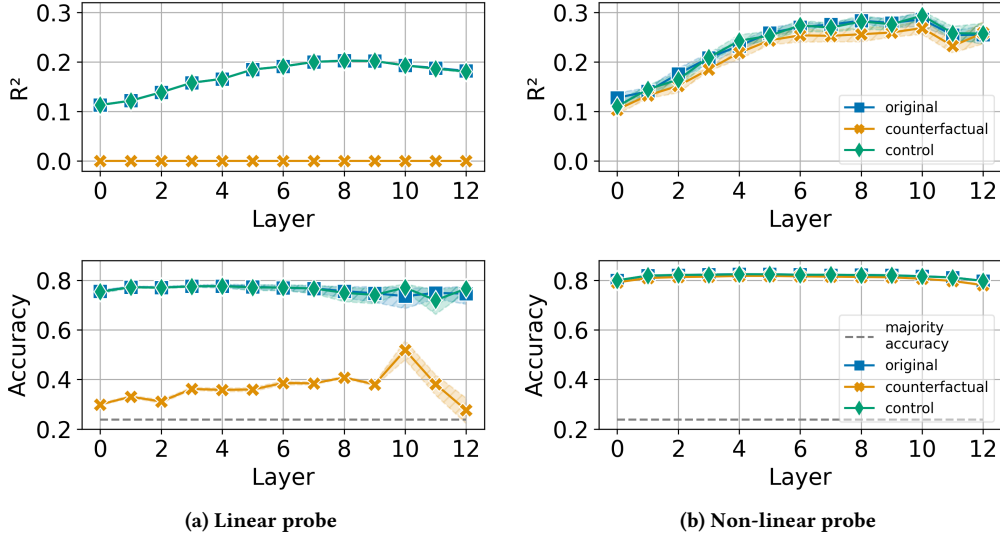 0.3
0.2
0.1
0.0
R²
0 2 4 6 8 10 12
Layer
0.3
0.2
0.1
0.0
R²
original
counterfactual
control
0 2 4 6 8 10 12
Layer
0.8
0.6
0.4
0.2
Accuracy
0 2 4 6 8 10 12
Layer
0.8
0.6
0.4
0.2
Accuracy
majority
accuracy
original
counterfactual
control
0 2 4 6 8 10 12
Layer
(a) Linear probe
(b) Non-linear probe